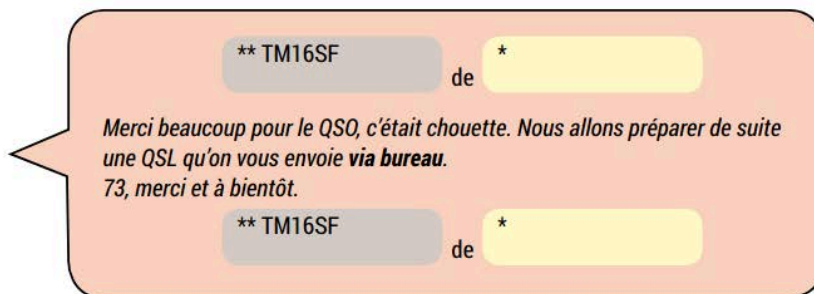 ** TM16SF de *
Merci beaucoup pour le QSO, c'était chouette. Nous allons préparer de suite
une QSL qu'on vous envoie via bureau.
73, merci et à bientôt.
** TM16SF de *